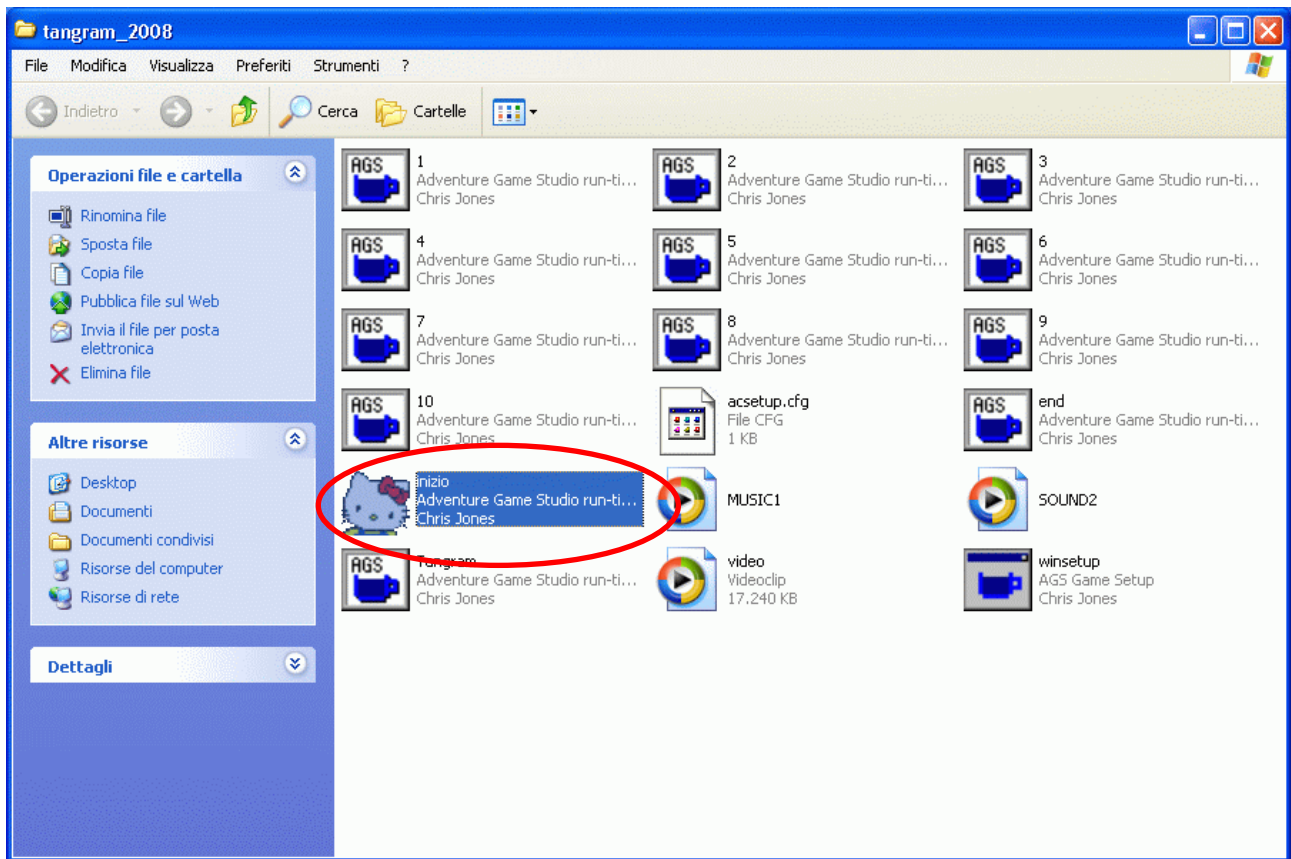 tangram_2008
File Modifica Visualizza Preferiti Strumenti ?
Indietro Cerca Cartelle
Operazioni file e cartella
Rinomina file
Sposta file
Copia file
Pubblica file sul Web
Invia il file per posta
elettronica
Elimina file
Altre risorse
Desktop
Documenti
Documenti condivisi
Risorse del computer
Risorse di rete
Dettagli
AGS
1
Adventure Game Studio run-ti...
Chris Jones
AGS
2
Adventure Game Studio run-ti...
Chris Jones
AGS
3
Adventure Game Studio run-ti...
Chris Jones
AGS
4
Adventure Game Studio run-ti...
Chris Jones
AGS
5
Adventure Game Studio run-ti...
Chris Jones
AGS
6
Adventure Game Studio run-ti...
Chris Jones
AGS
7
Adventure Game Studio run-ti...
Chris Jones
AGS
8
Adventure Game Studio run-ti...
Chris Jones
AGS
9
Adventure Game Studio run-ti...
Chris Jones
AGS
10
Adventure Game Studio run-ti...
Chris Jones
acsetup.cfg
File CFG
1 KB
AGS
end
Adventure Game Studio run-ti...
Chris Jones
nizio
Adventure Game Studio run-ti...
Chris Jones
MUSIC1
SOUND2
AGS
Tangram
Adventure Game Studio run-ti...
Chris Jones
video
Videoclip
17.240 KB
winsetup
AGS Game Setup
Chris Jones